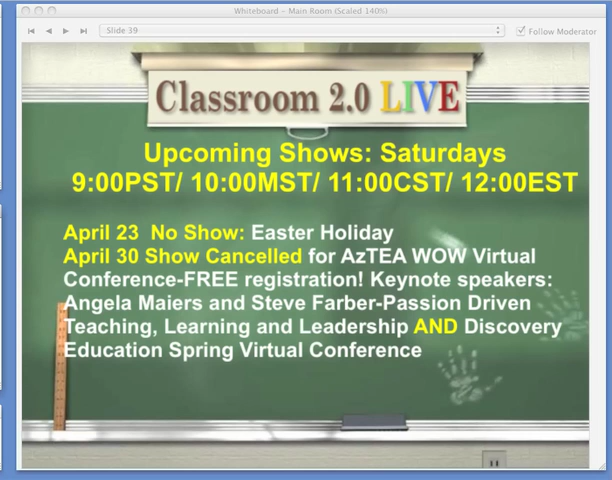 Whiteboard - Main Room (Scaled 140%)
Slide 39
Follow Moderator
Classroom 2.0 LIVE
Upcoming Shows: Saturdays
9:00PST/ 10:00MST/ 11:00CST/ 12:00EST
April 23 No Show: Easter Holiday
April 30 Show Cancelled for AzTEA WOW Virtual
Conference-FREE registration! Keynote speakers:
Angela Maiers and Steve Farber-Passion Driven
Teaching, Learning and Leadership AND Discovery
Education Spring Virtual Conference